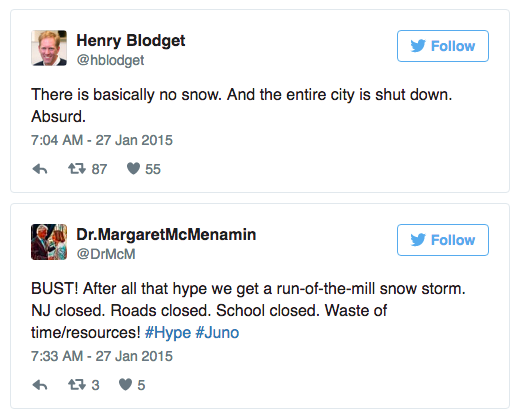 Henry Blodget
@hblodget
Follow
There is basically no snow. And the entire city is shut down.
Absurd.
7:04 AM - 27 Jan 2015
87 55
Dr.MargaretMcMenamin
@DrMcM
Follow
BUST! After all that hype we get a run-of-the-mill snow storm.
NJ closed. Roads closed. School closed. Waste of
time/resources! #Hype #Juno
7:33 AM - 27 Jan 2015
3 5